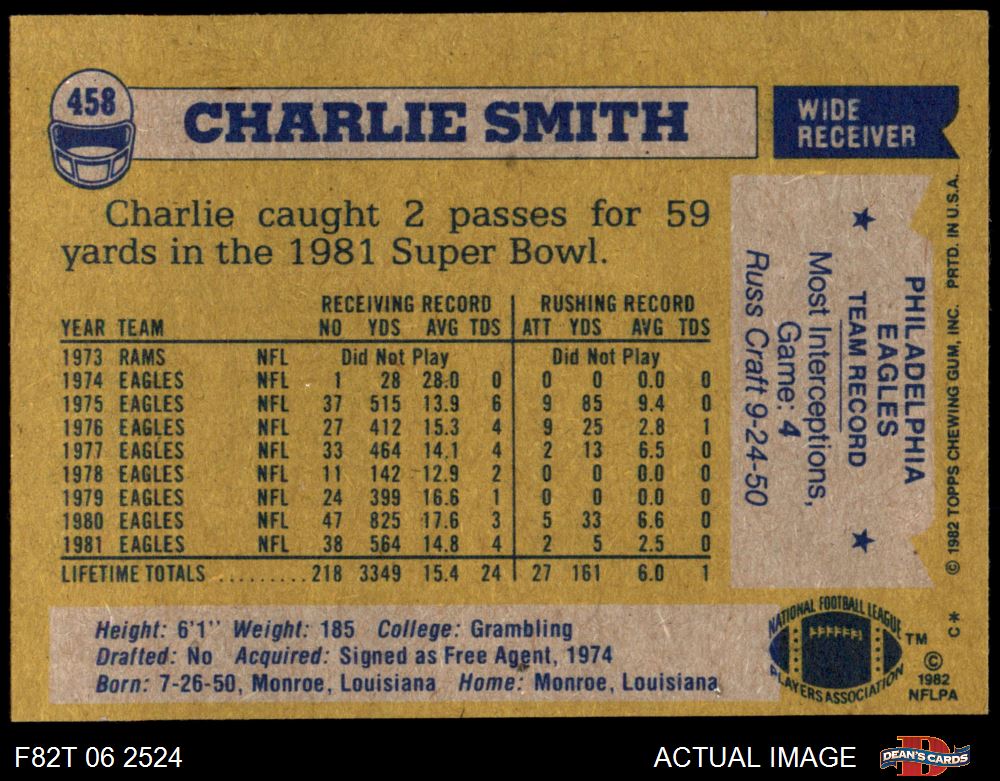 458
CHARLIE SMITH
WIDE
RECEIVER
Charlie caught 2 passes for 59
yards in the 1981 Super Bowl.
RECEIVING RECORD RUSHING RECORD
YEAR TEAM NO YDS AVG TDS ATT YDS AVG TDS
1973 RAMS NFL Did Not Play Did Not Play
1974 EAGLES NFL 1 28 28.0 0 0 0 0.0 0
1975 EAGLES NFL 37 515 13.9 6 9 85 9.4 0
1976 EAGLES NFL 27 412 15.3 4 9 25 2.8 1
1977 EAGLES NFL 33 464 14.1 4 2 13 6.5 0
1978 EAGLES NFL 11 142 12.9 2 0 0 0.0 0
1979 EAGLES NFL 24 399 16.6 1 0 0 0.0 0
1980 EAGLES NFL 47 825 17.6 3 5 33 6.6 0
1981 EAGLES NFL 38 564 14.8 4 2 5 2.5 0
LIFETIME TOTALS ......... 218 3349 15.4 24 27 161 6.0 1
PHILADELPHIA
EAGLES
TEAM RECORD
Most Interceptions,
Game: 4
Russ Craft 9-24-50
© 1982 TOPPS CHEWING GUM, INC. PRTD. IN U.S.A.
Height: 6'1" Weight: 185 College: Grambling
Drafted: No Acquired: Signed as Free Agent, 1974
Born: 7-26-50, Monroe, Louisiana Home: Monroe, Louisiana
NATIONAL FOOTBALL LEAGUE
PLAYERS ASSOCIATION
TM
C*
©
1982
NFLPA
F82T 06 2524
ACTUAL IMAGE
D
DEAN'S CARDS